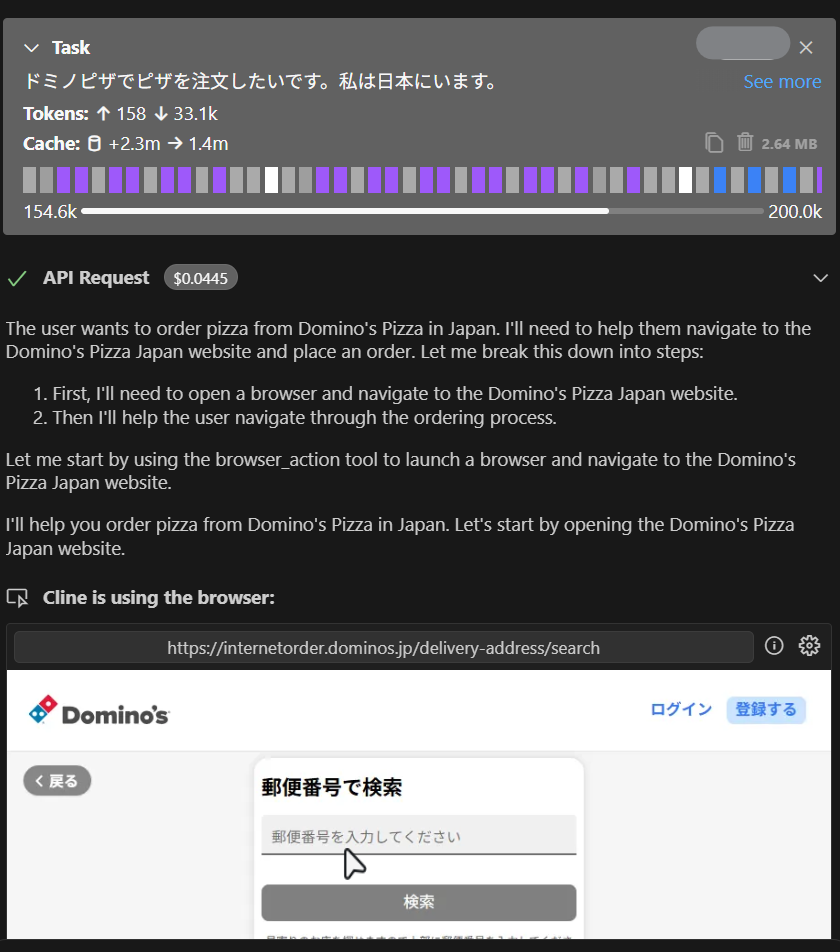 Task
ドミノピザでピザを注文したいです。私は日本にいます。 See more
Tokens: ↑ 158 ↓ 33.1k
Cache: +2.3m → 1.4m 2.64 MB
154.6k 200.0k
API Request $0.0445
The user wants to order pizza from Domino's Pizza in Japan. I'll need to help them navigate to the
Domino's Pizza Japan website and place an order. Let me break this down into steps:
1. First, I'll need to open a browser and navigate to the Domino's Pizza Japan website.
2. Then I'll help the user navigate through the ordering process.
Let me start by using the browser_action tool to launch a browser and navigate to the Domino's
Pizza Japan website.
I'll help you order pizza from Domino's Pizza in Japan. Let's start by opening the Domino's Pizza
Japan website.
Cline is using the browser:
https://internetorder.dominos.jp/delivery-address/search
Domino's ログイン 登録する
戻る
郵便番号で検索
郵便番号を入力してください
検索